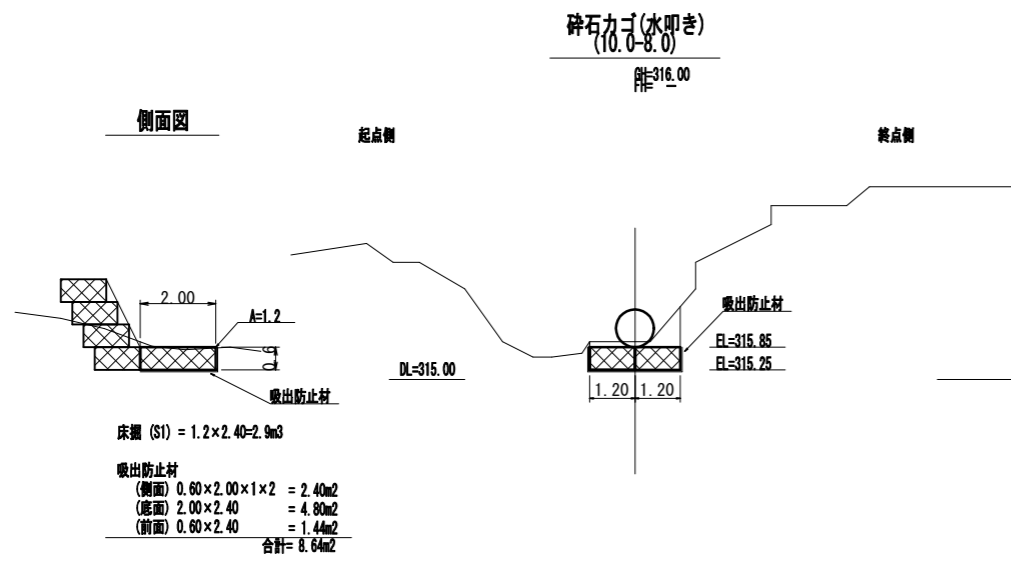 砕石カゴ(水叩き)
(10.0-8.0)
GH=316.00
FH= —
側面図
起点側
終点側
2.00
A=1.2
0.6
吸出防止材
吸出防止材
EL=315.85
EL=315.25
DL=315.00
1.20
1.20
床掘 (S1) = 1.2×2.40=2.9m3
吸出防止材
(側面) 0.60×2.00×1×2 = 2.40m2
(底面) 2.00×2.40 = 4.80m2
(前面) 0.60×2.40 = 1.44m2
合計= 8.64m2